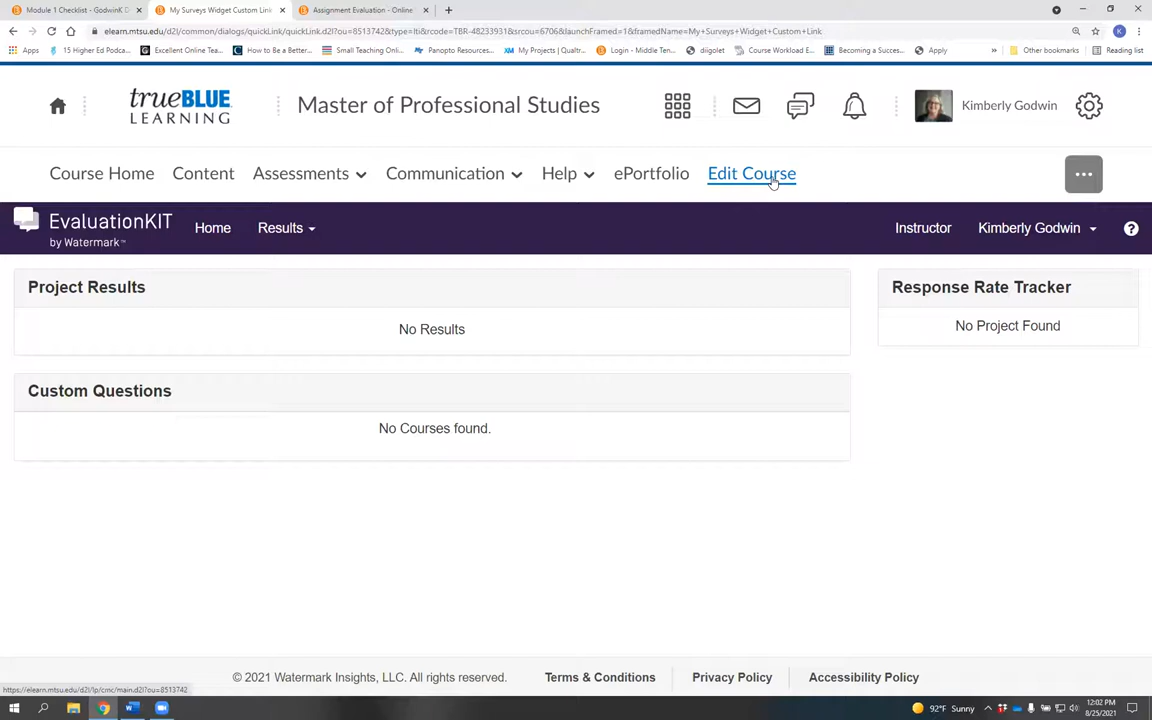 Module 1 Checklist - GodwinK D
My Surveys Widget Custom Link
Assignment Evaluation - Online
elearn.mtsu.edu/d2l/common/dialogs/quickLink/quickLink.d2l?ou=8513742&type=lti&rcode=TBR-48233931&srcou=6706&launchFramed=1&framedName=My+Surveys+Widget+Custom+Link
K
Apps
15 Higher Ed Podca...
Excellent Online Tea...
How to Be a Better...
Small Teaching Onli...
Panopto Resources...
My Projects | Qualtr...
Login - Middle Ten...
diigolet
Course Workload E...
Becoming a Succes...
Apply
»
Other bookmarks
Reading list
trueBLUE
LEARNING
Master of Professional Studies
Kimberly Godwin
Course Home
Content
Assessments
Communication
Help
ePortfolio
Edit Course
...
EvaluationKIT
by Watermark™
Home
Results
Instructor
Kimberly Godwin
?
Project Results
No Results
Response Rate Tracker
No Project Found
Custom Questions
No Courses found.
© 2021 Watermark Insights, LLC. All rights reserved.
Terms & Conditions
Privacy Policy
Accessibility Policy
https://elearn.mtsu.edu/d2l/lp/cmc/main.d2l?ou=8513742
92°F Sunny
12:02 PM
8/25/2021